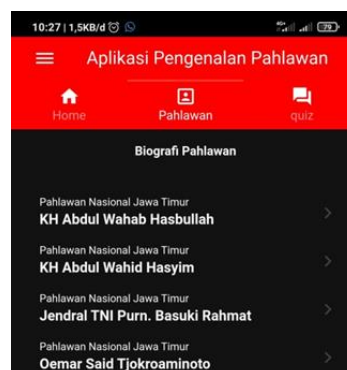 10:27 | 1,5KB/d
79
Aplikasi Pengenalan Pahlawan
Home
Pahlawan
quiz
Biografi Pahlawan
Pahlawan Nasional Jawa Timur
KH Abdul Wahab Hasbullah
Pahlawan Nasional Jawa Timur
KH Abdul Wahid Hasyim
Pahlawan Nasional Jawa Timur
Jendral TNI Purn. Basuki Rahmat
Pahlawan Nasional Jawa Timur
Oemar Said Tjokroaminoto